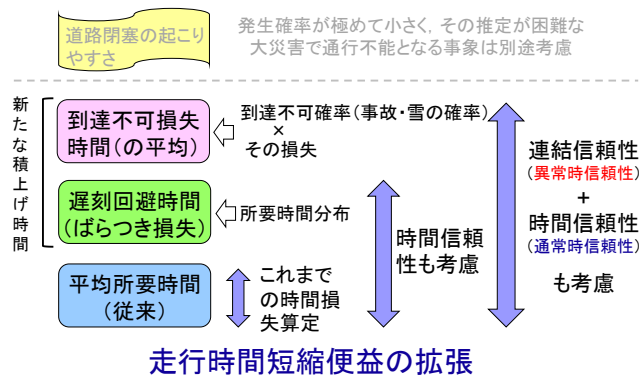 道路閉塞の起こり
やすさ
発生確率が極めて小さく，その推定が困難な
大災害で通行不能となる事象は別途考慮
新たな積上げ時間
到達不可損失
時間(の平均)
到達不可確率(事故・雪の確率)
×
その損失
遅刻回避時間
(ばらつき損失)
所要時間分布
平均所要時間
(従来)
これまで
の時間損
失算定
時間信頼
性も考慮
連結信頼性
(異常時信頼性)
+
時間信頼性
(通常時信頼性)
も考慮
走行時間短縮便益の拡張